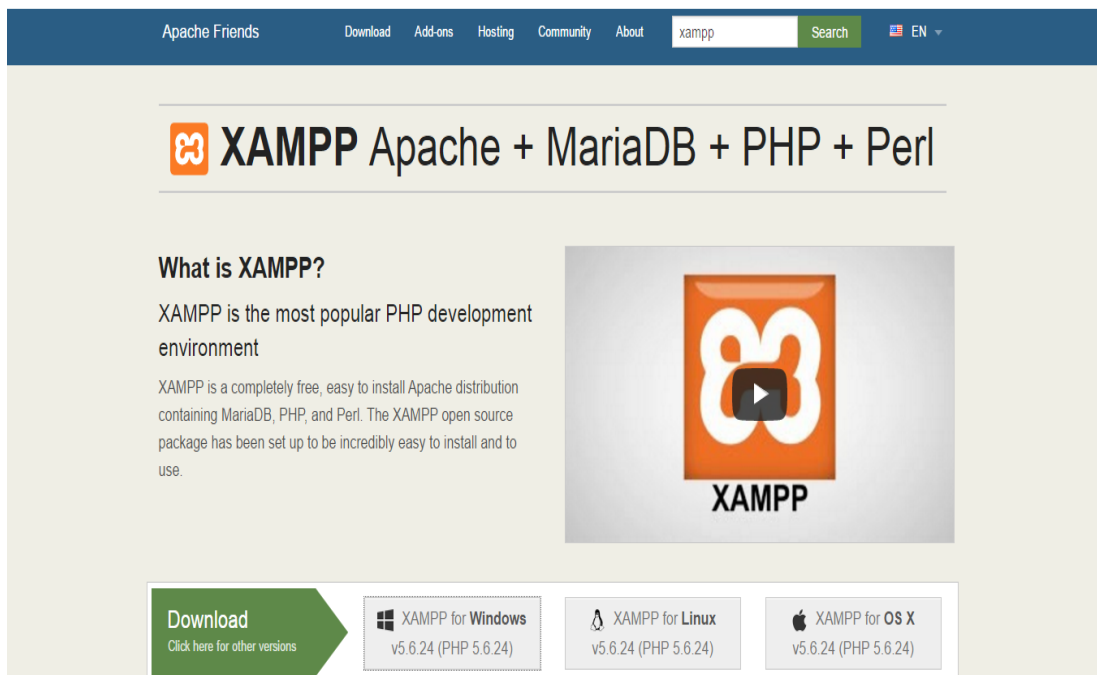 Apache Friends Download Add-ons Hosting Community About xampp Search EN
XAMPP Apache + MariaDB + PHP + Perl
What is XAMPP?
XAMPP is the most popular PHP development
environment
XAMPP is a completely free, easy to install Apache distribution
containing MariaDB, PHP, and Perl. The XAMPP open source
package has been set up to be incredibly easy to install and to
use.
XAMPP
Download
Click here for other versions
XAMPP for Windows
v5.6.24 (PHP 5.6.24)
XAMPP for Linux
v5.6.24 (PHP 5.6.24)
XAMPP for OS X
v5.6.24 (PHP 5.6.24)